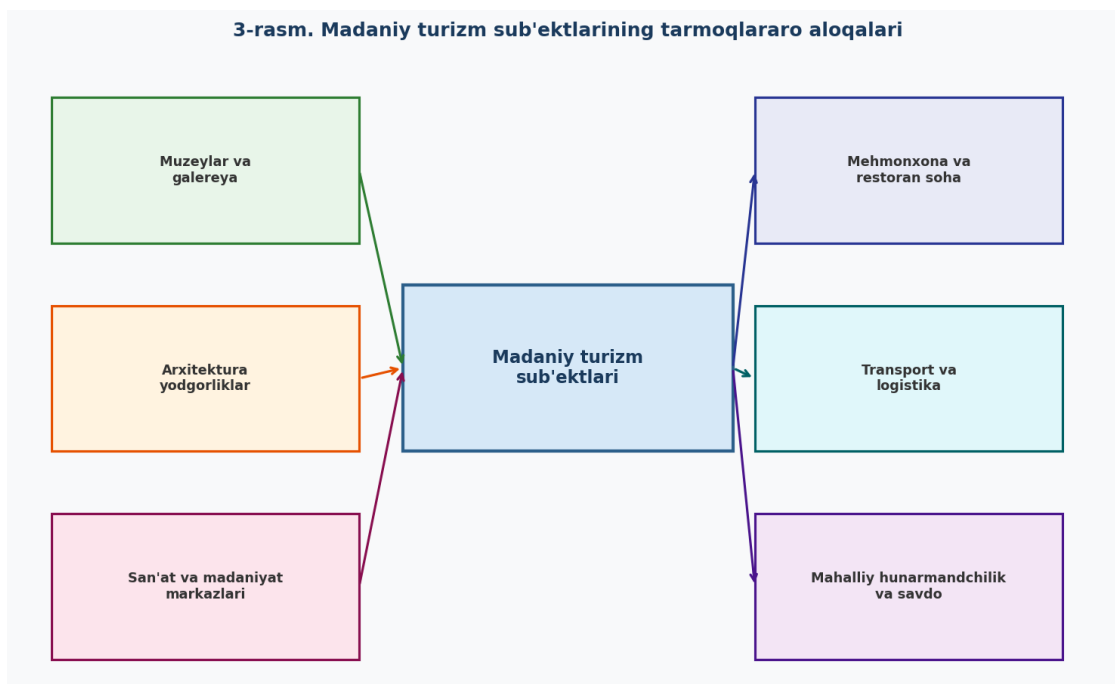 3-rasm. Madaniy turizm sub'ektlarining tarmoqlararo aloqalari
Muzeylar va
galereya
Arxitektura
yodgorliklar
San'at va madaniyat
markazlari
Madaniy turizm
sub'ektlari
Mehmonxona va
restoran soha
Transport va
logistika
Mahalliy hunarmandchilik
va savdo